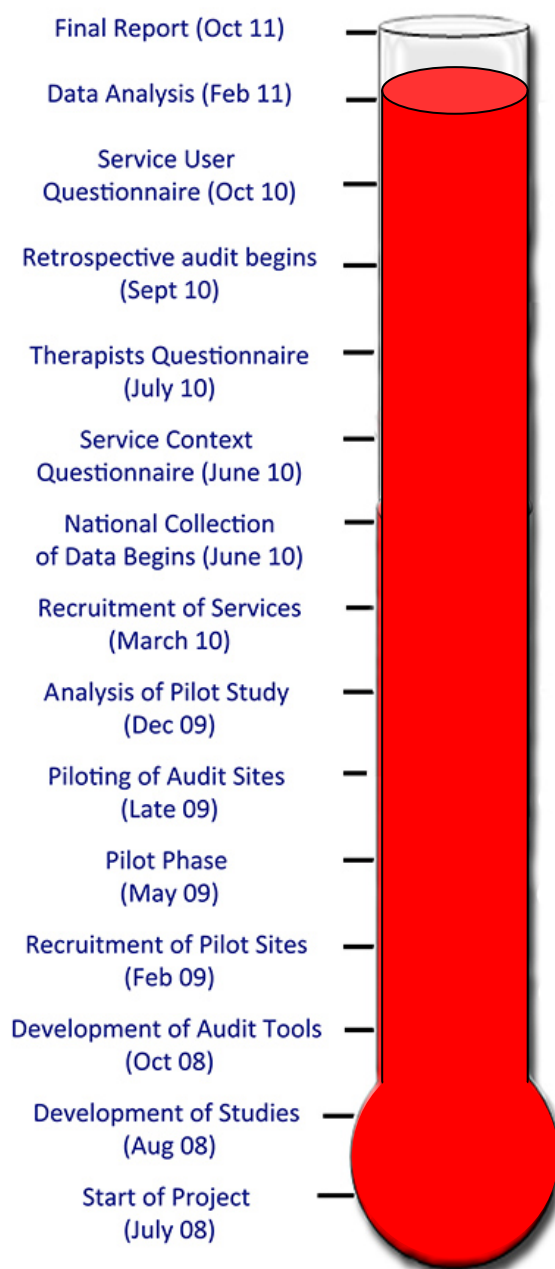 Final Report (Oct 11)
Data Analysis (Feb 11)
Service User
Questionnaire (Oct 10)
Retrospective audit begins
(Sept 10)
Therapists Questionnaire
(July 10)
Service Context
Questionnaire (June 10)
National Collection
of Data Begins (June 10)
Recruitment of Services
(March 10)
Analysis of Pilot Study
(Dec 09)
Piloting of Audit Sites
(Late 09)
Pilot Phase
(May 09)
Recruitment of Pilot Sites
(Feb 09)
Development of Audit Tools
(Oct 08)
Development of Studies
(Aug 08)
Start of Project
(July 08)